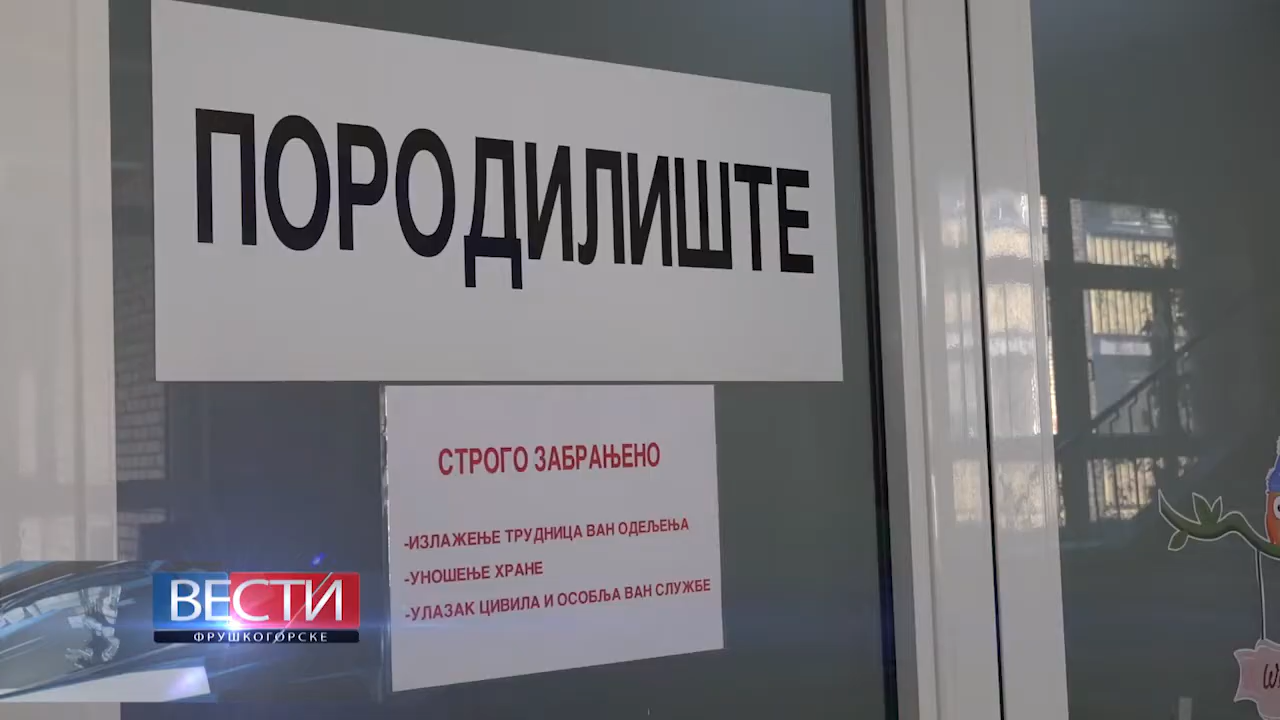 ПОРОДИЛИШТЕ
СТРОГО ЗАБРАЊЕНО
-ИЗЛАЖЕЊЕ ТРУДНИЦА ВАН ОДЕЉЕЊА
-УНОШЕЊЕ ХРАНЕ
-УЛАЗАК ЦИВИЛА И ОСОБЉА ВАН СЛУЖБЕ
ВЕСТИ
ФРУШКОГОРСКЕ